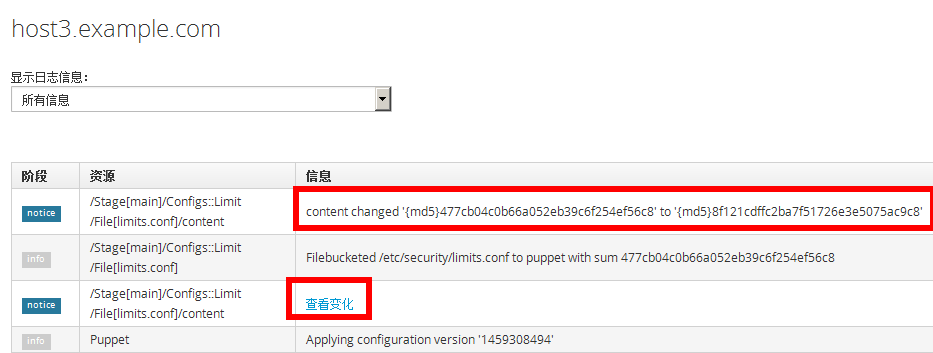 host3.example.com
显示日志信息：
所有信息
阶段 资源 信息
notice /Stage[main]/Configs::Limit
/File[limits.conf]/content content changed '{md5}477cb04c0b66a052eb39c6f254ef56c8' to '{md5}8f121cdffc2ba7f51726e3e5075ac9c8'
info /Stage[main]/Configs::Limit
/File[limits.conf] Filebucketed /etc/security/limits.conf to puppet with sum 477cb04c0b66a052eb39c6f254ef56c8
notice /Stage[main]/Configs::Limit
/File[limits.conf]/content 查看变化
info Puppet Applying configuration version '1459308494'